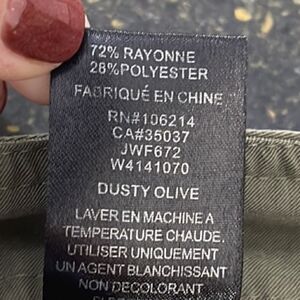 72% RAYONNE
28%POLYESTER
FABRIQUÉ EN CHINE
RN#106214
CA#35037
JWF672
W4141070
DUSTY OLIVE
LAVER EN MACHINE A
TEMPERATURE CHAUDE.
UTILISER UNIQUEMENT
UN AGENT BLANCHISSANT
NON DECOLORANT